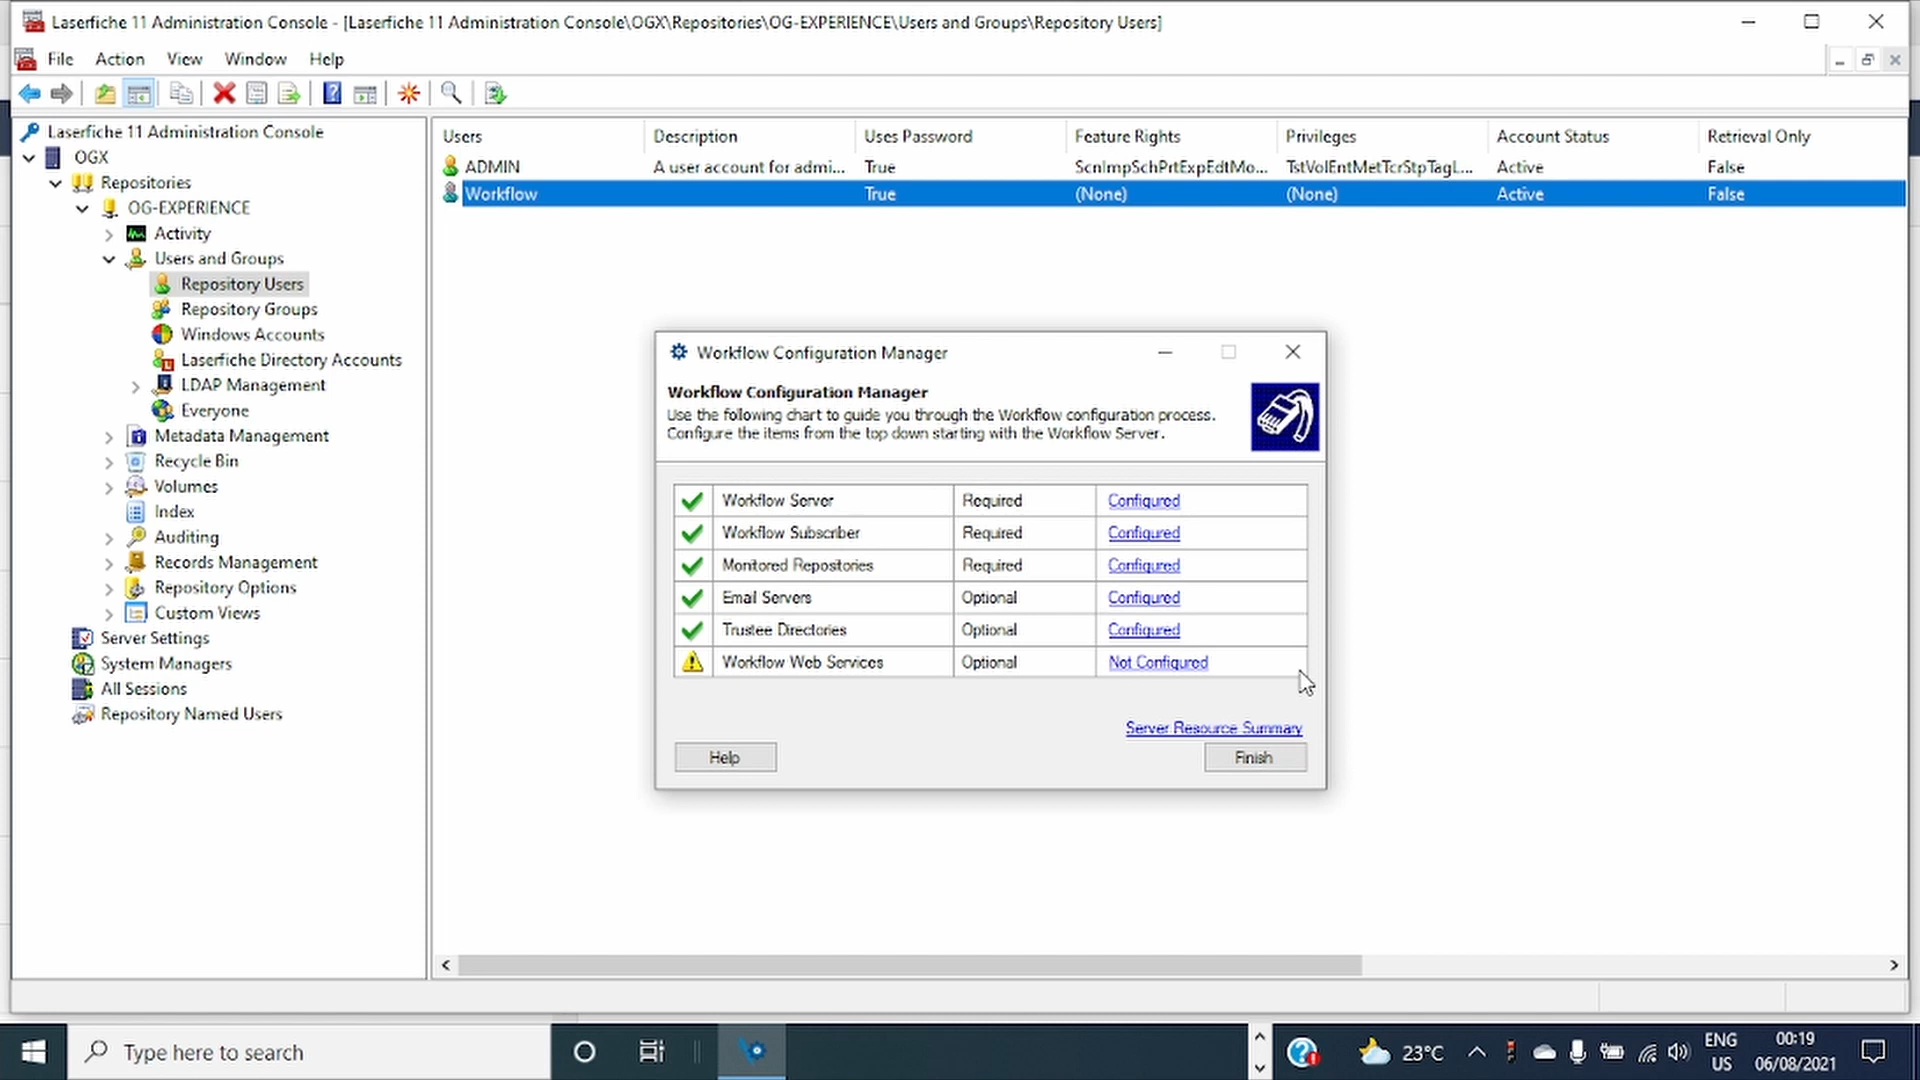 Laserfiche 11 Administration Console - [Laserfiche 11 Administration Console\OGX\Repositories\OG-EXPERIENCE\Users and Groups\Repository Users]
File Action View Window Help
Laserfiche 11 Administration Console
OGX
Repositories
OG-EXPERIENCE
Activity
Users and Groups
Repository Users
Repository Groups
Windows Accounts
Laserfiche Directory Accounts
LDAP Management
Everyone
Metadata Management
Recycle Bin
Volumes
Index
Auditing
Records Management
Repository Options
Custom Views
Server Settings
System Managers
All Sessions
Repository Named Users
Users Description Uses Password Feature Rights Privileges Account Status Retrieval Only
ADMIN A user account for admi... True ScnImpSchPrtExpEdtMo... TstVolEntMetTcrStpTagL... Active False
Workflow True (None) (None) Active False
Workflow Configuration Manager
Workflow Configuration Manager
Use the following chart to guide you through the Workflow configuration process.
Configure the items from the top down starting with the Workflow Server.
Workflow Server Required Configured
Workflow Subscriber Required Configured
Monitored Repositories Required Configured
Email Servers Optional Configured
Trustee Directories Optional Configured
Workflow Web Services Optional Not Configured
Server Resource Summary
Help Finish
Type here to search
23°C
ENG
US
00:19
06/08/2021